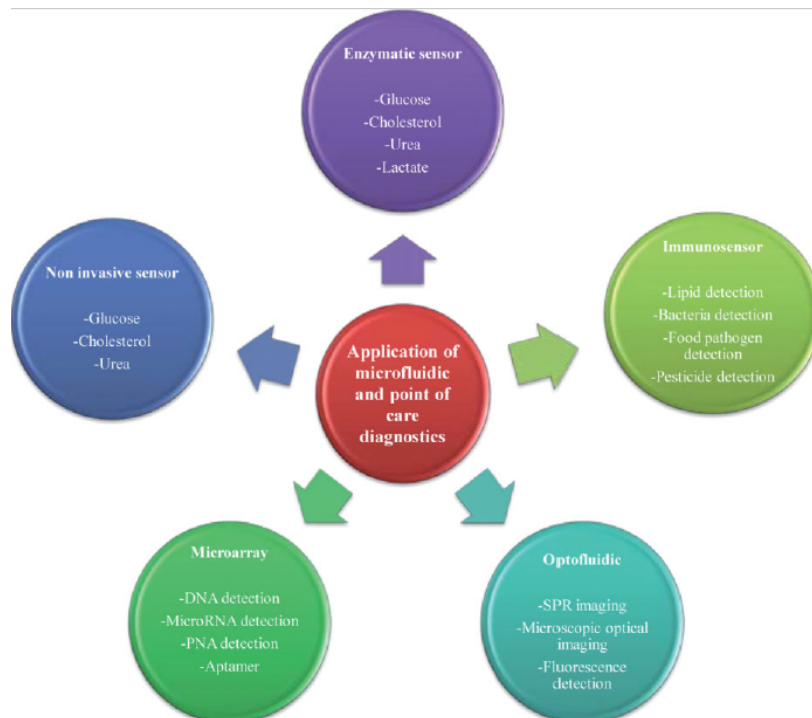 Enzymatic sensor
-Glucose
-Cholesterol
-Urea
-Lactate
Non invasive sensor
-Glucose
-Cholesterol
-Urea
Immunosensor
-Lipid detection
-Bacteria detection
-Food pathogen
detection
-Pesticide detection
Application of
microfluidic
and point of
care
diagnostics
Microarray
-DNA detection
-MicroRNA detection
-PNA detection
-Aptamer
Optofluidic
-SPR imaging
-Microscopic optical
imaging
-Fluorescence
detection